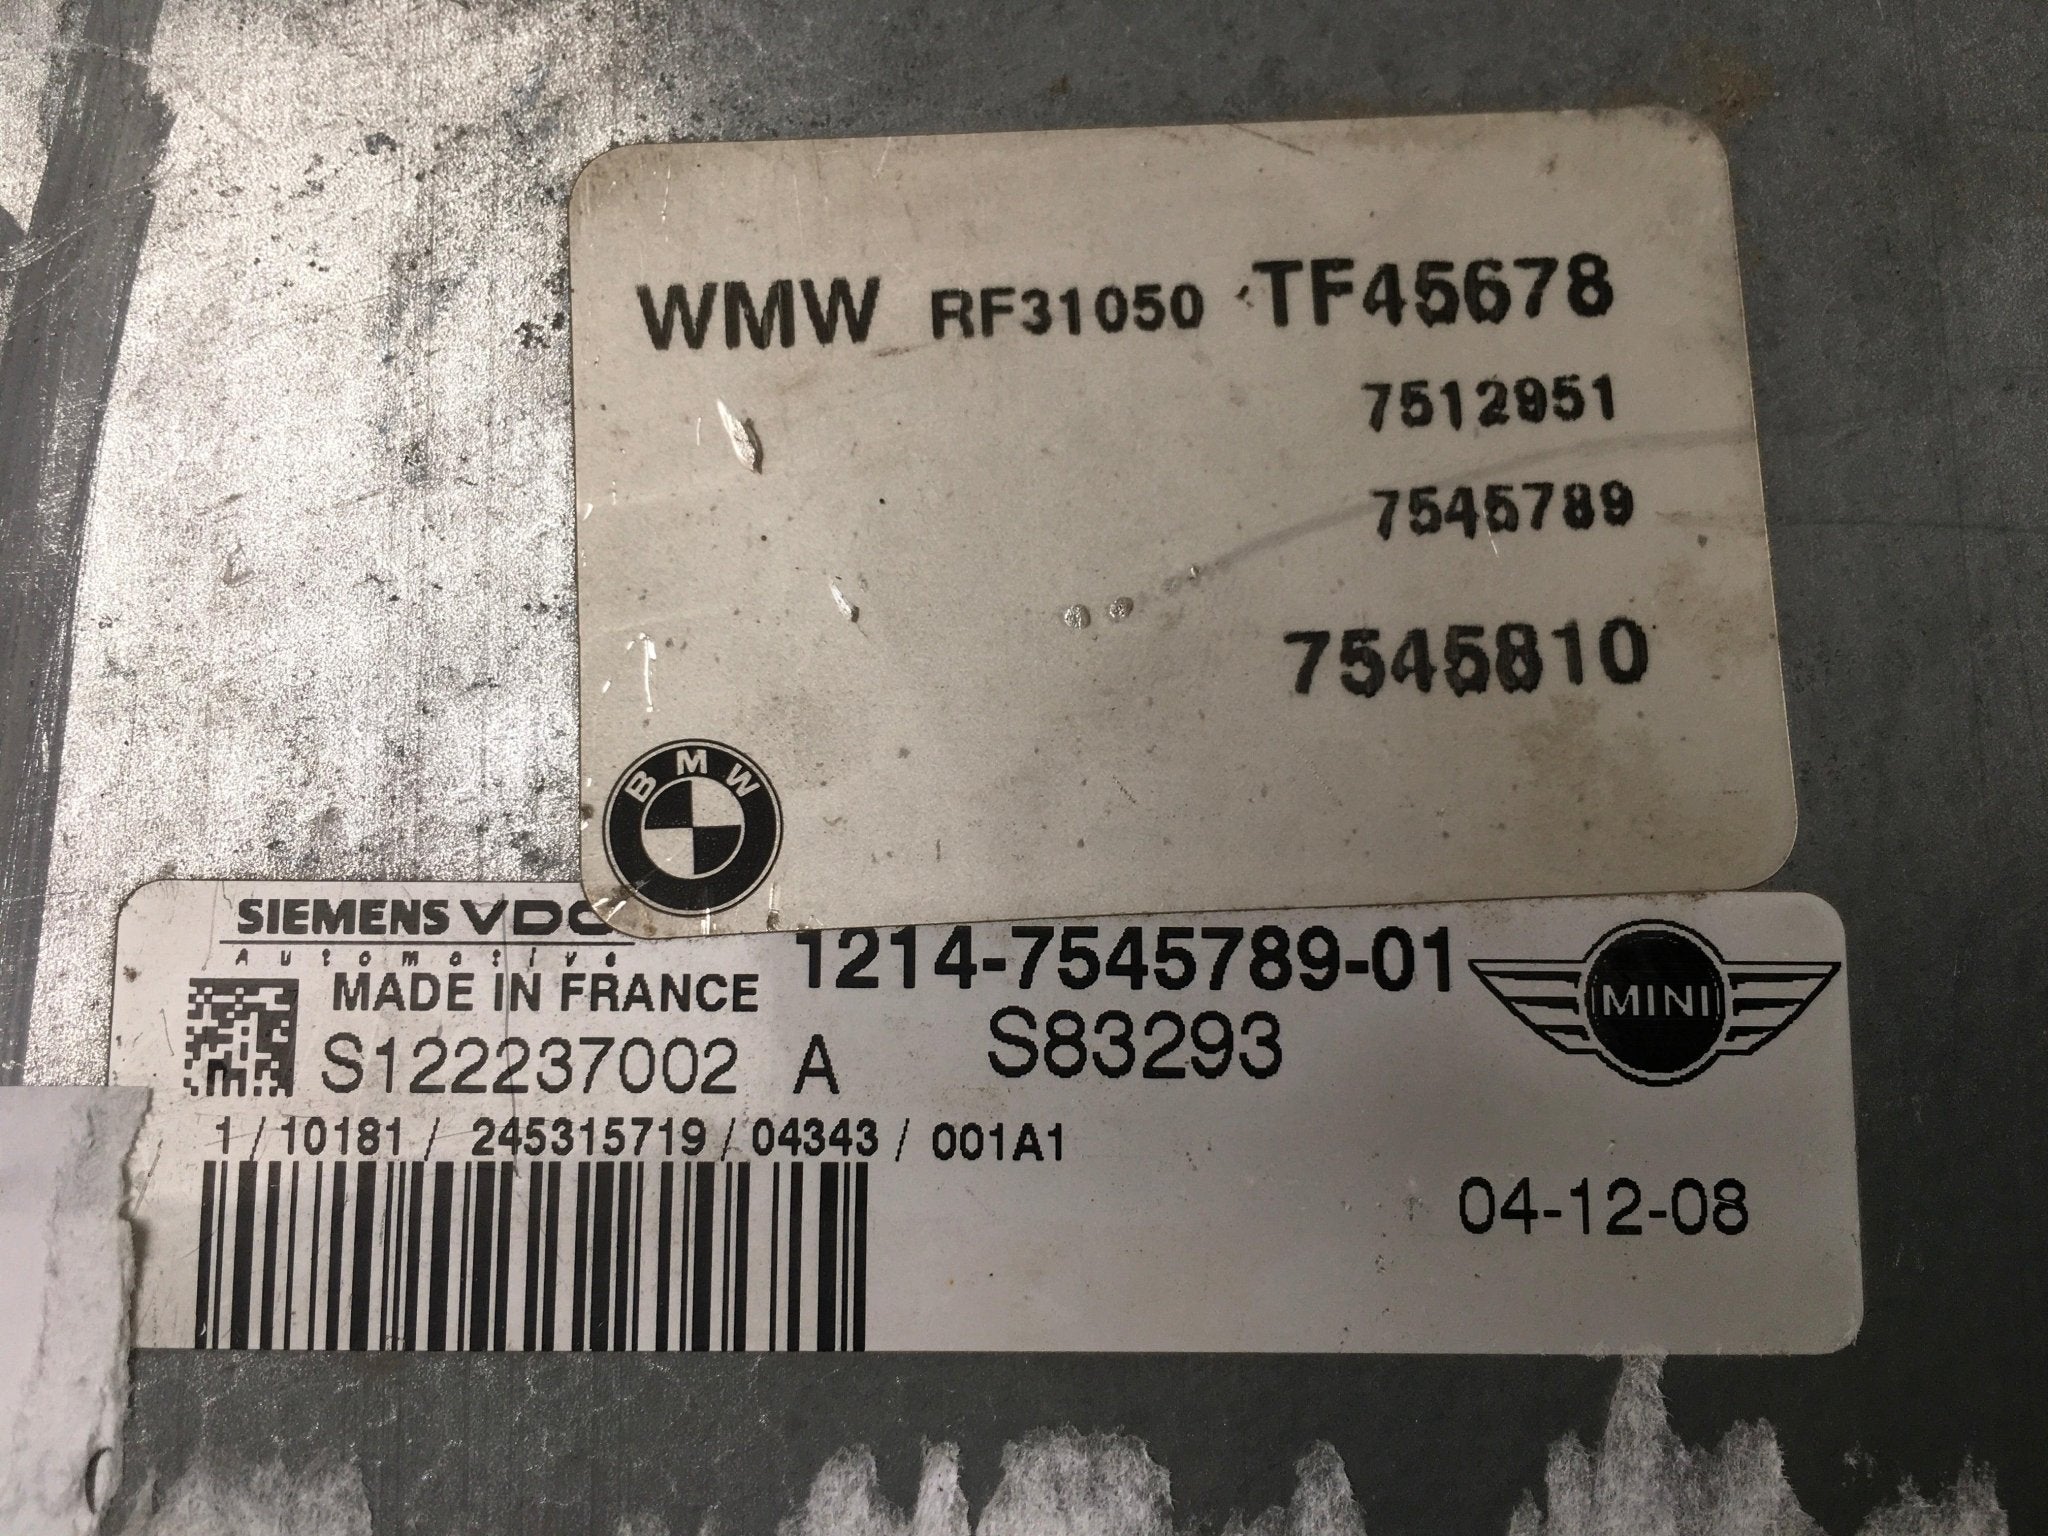 WMW RF31050 TF45678
7512951
7545789
7545810
BMW
SIEMENS VDO
Automotive
MADE IN FRANCE
1214-7545789-01
MINI
S122237002 A S83293
1/10181/245315719/04343/001A1
04-12-08